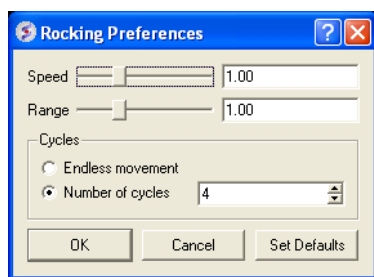 Rocking Preferences
Speed 1.00
Range 1.00
Cycles
Endless movement
Number of cycles 4
OK Cancel Set Defaults